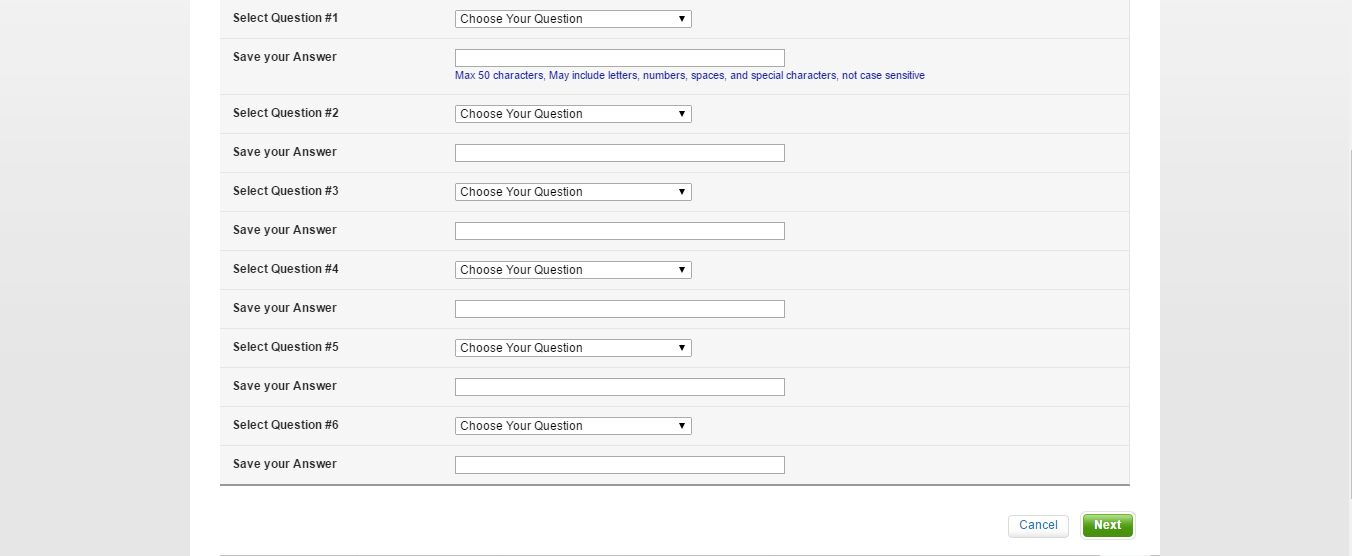 Select Question #1 Choose Your Question
Save your Answer
Max 50 characters, May include letters, numbers, spaces, and special characters, not case sensitive
Select Question #2 Choose Your Question
Save your Answer
Select Question #3 Choose Your Question
Save your Answer
Select Question #4 Choose Your Question
Save your Answer
Select Question #5 Choose Your Question
Save your Answer
Select Question #6 Choose Your Question
Save your Answer
Cancel Next